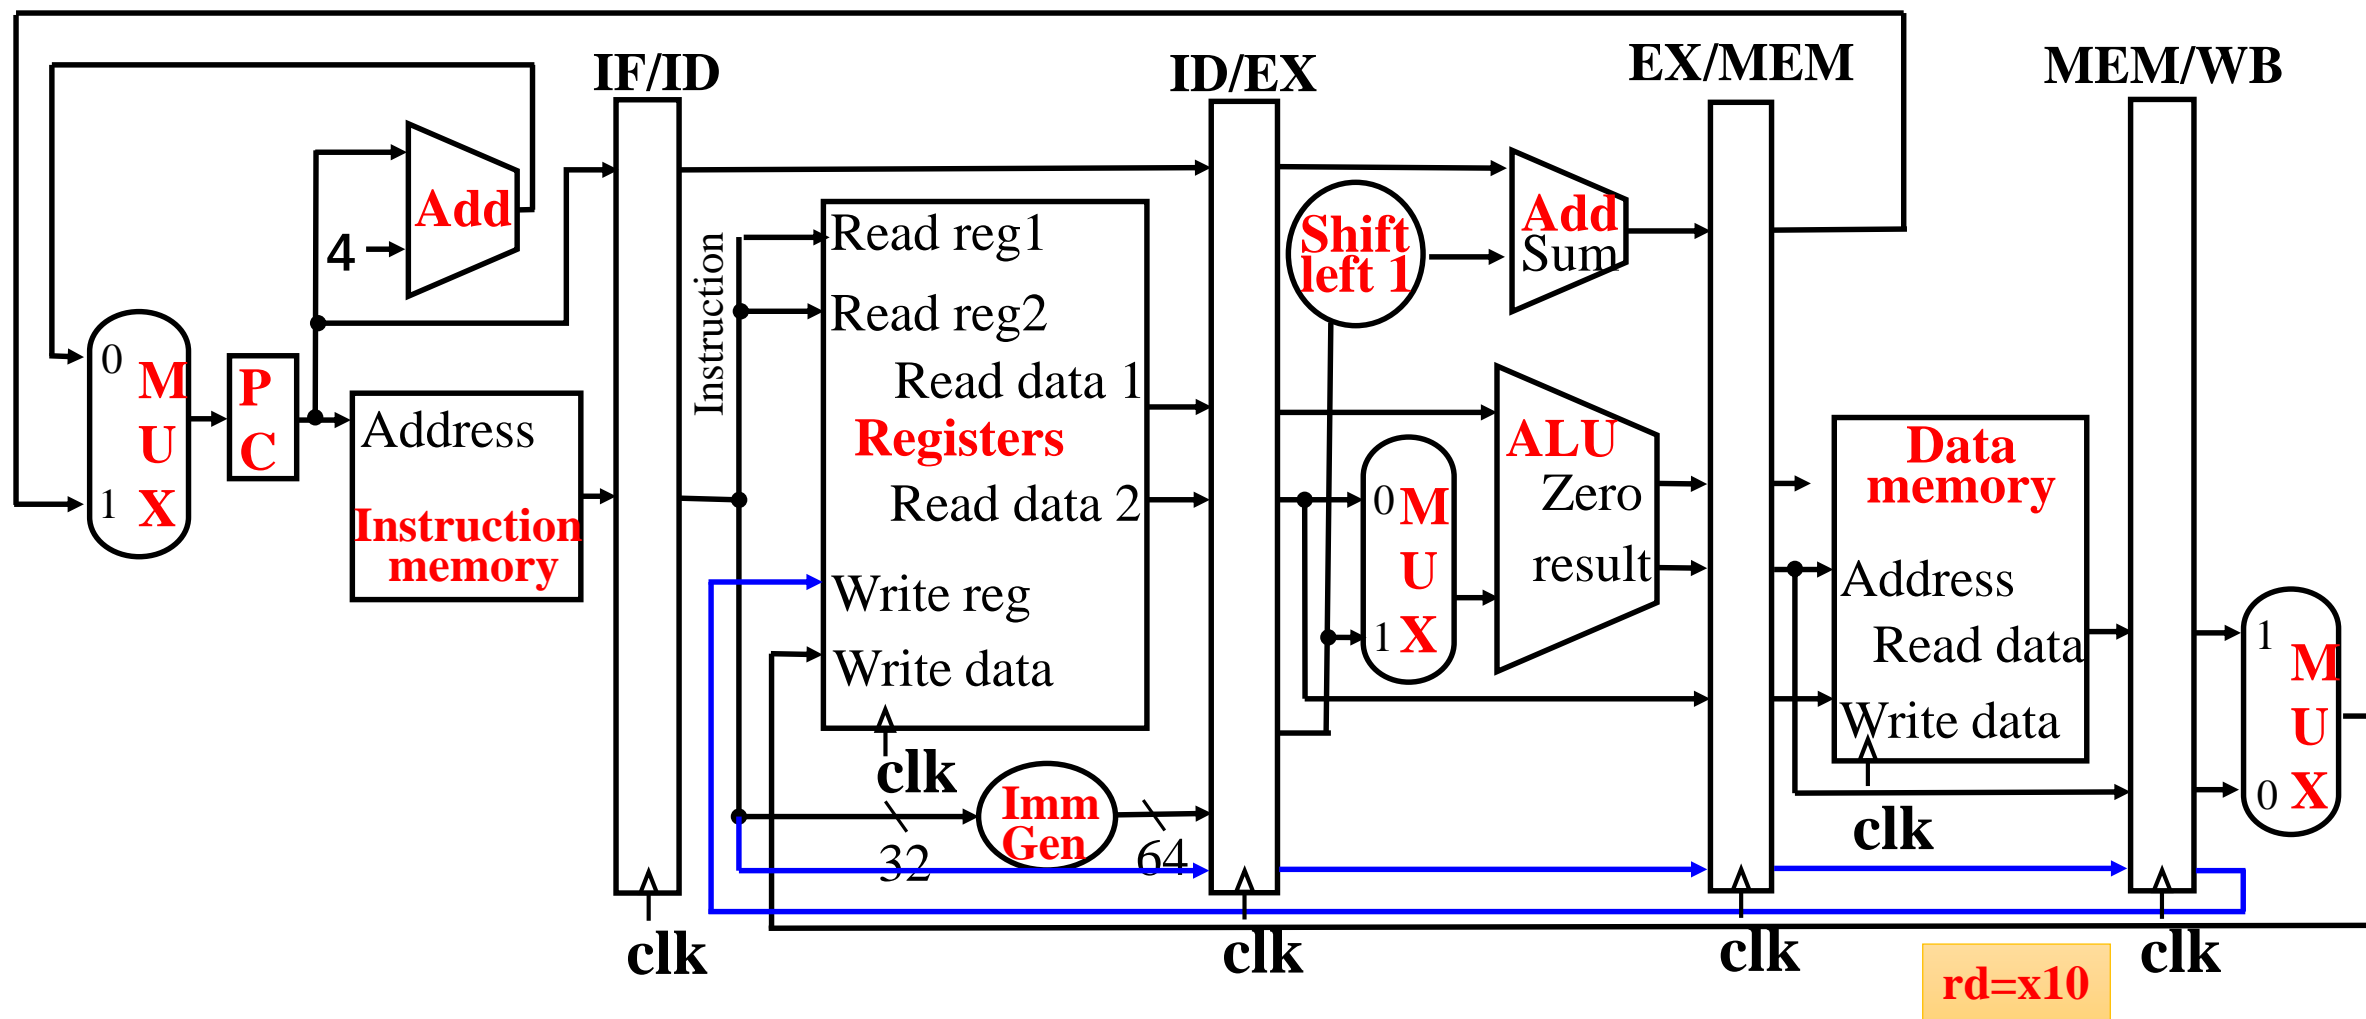 IF/ID
ID/EX
EX/MEM
MEM/WB
Add
4
0
M
U
X
1
P
C
Address
Instruction
memory
Instruction
Read reg1
Read reg2
Read data 1
Registers
Read data 2
Write reg
Write data
clk
Imm
Gen
32
64
Shift
left 1
Add
Sum
0
M
U
1
X
ALU
Zero
result
Data
memory
Address
Read data
Write data
clk
1
M
U
0
X
clk
clk
clk
clk
rd=x10